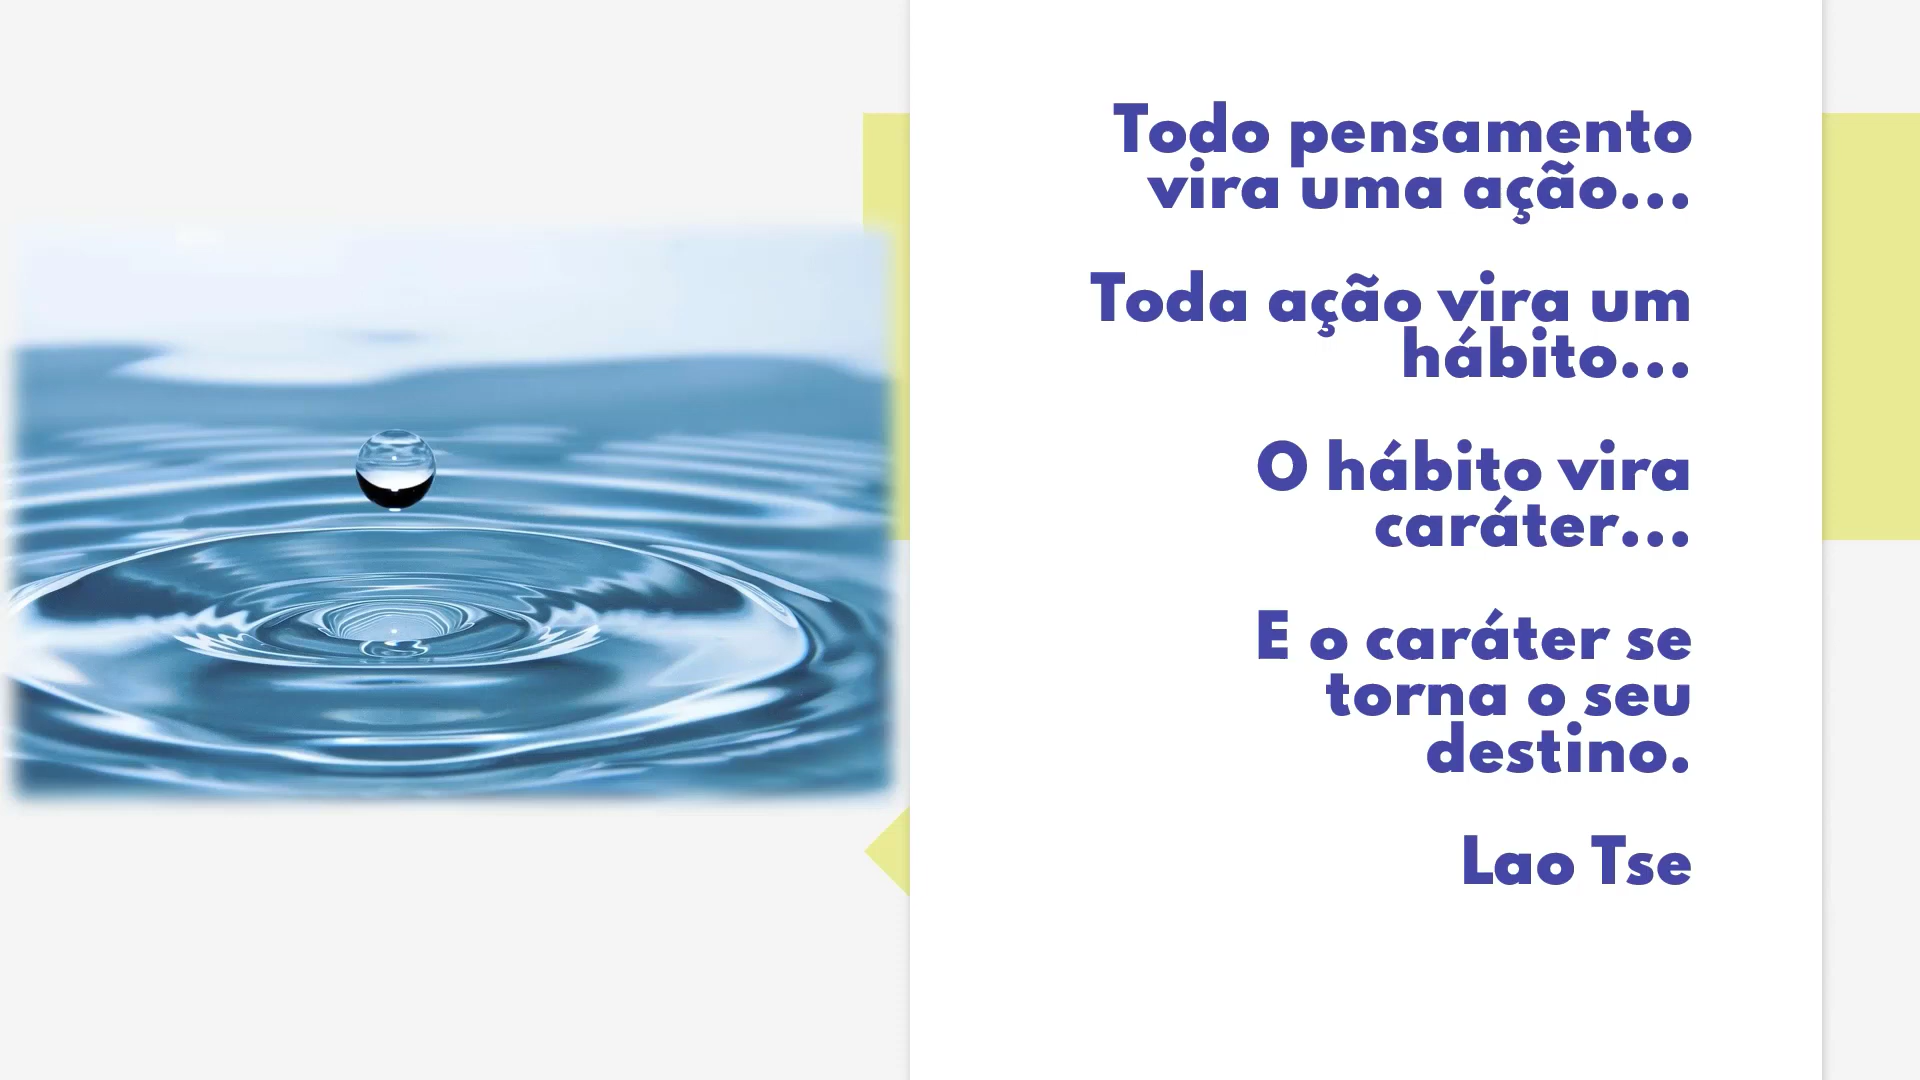 Todo pensamento
vira uma ação...
Toda ação vira um
hábito...
O hábito vira
caráter...
E o caráter se
torna o seu
destino.
Lao Tse